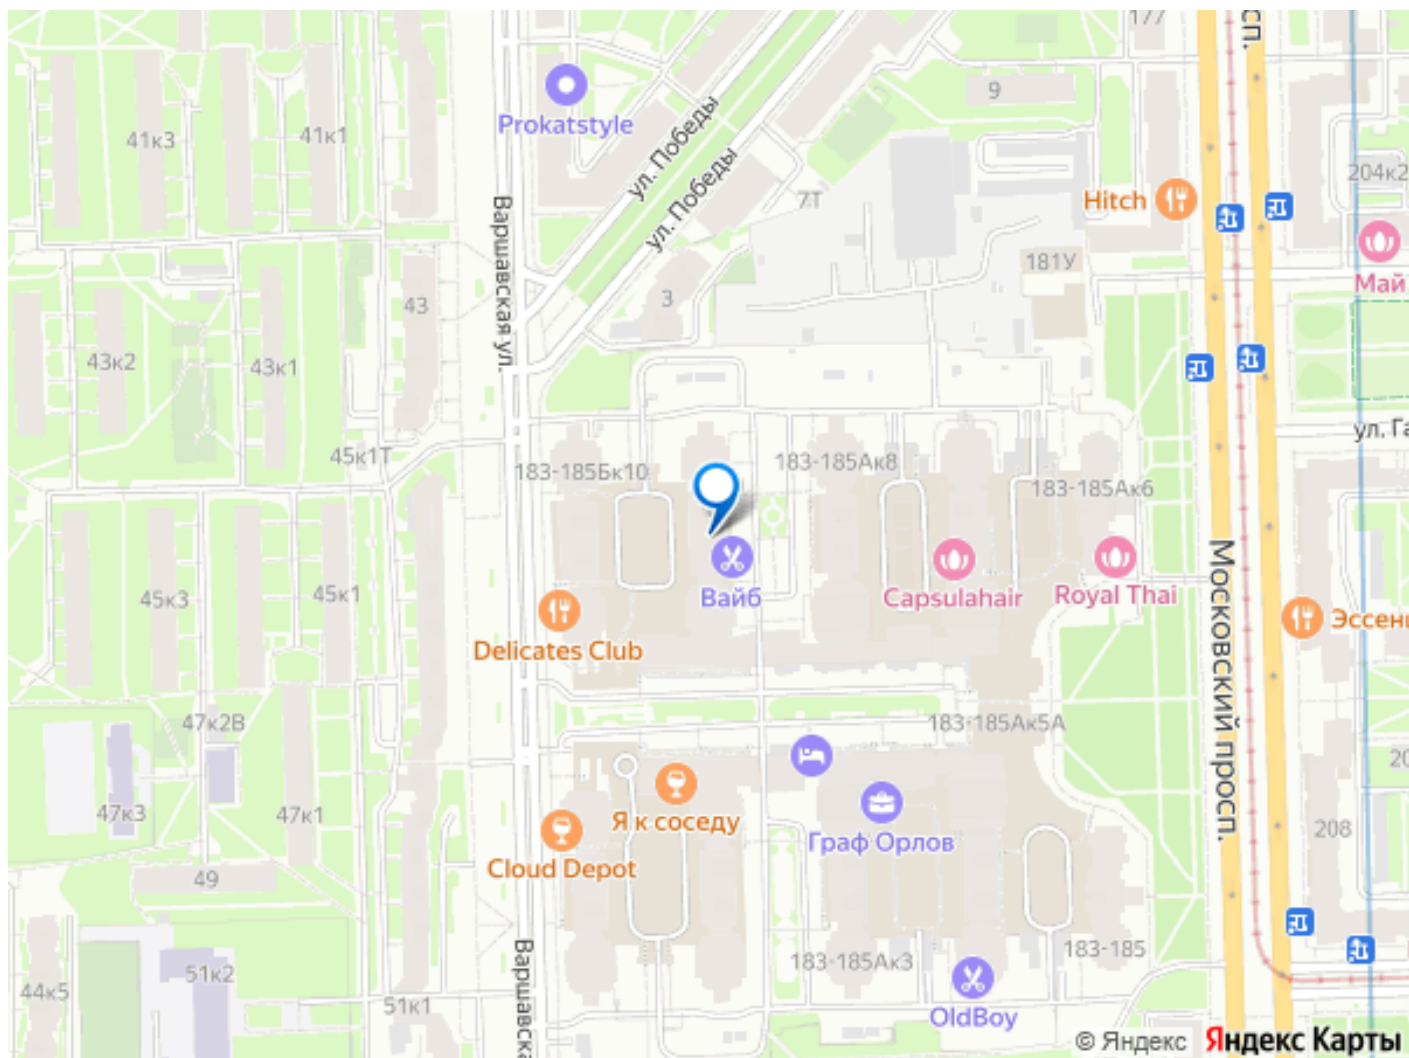 177
сп.
Prokatstyle
ул. Победы
ул. Победы
9
41к3
41к1
204к2
7Т
Hitch
Варшавская ул.
181У
Май
43
3
43к2
43к1
ул. Га
45к1Т
183-185Бк10
183-185Ак8
183-185Ак6
Вайб
Capsulahair
Royal Thai
45к3
45к1
Московский просп.
Эссенц
Delicates Club
47к2В
183-185Ак5А
20
47к3
47к1
Я к соседу
Граф Орлов
208
Cloud Depot
49
Варшавска
183-185Ак3
183-185
44к5
51к2
51к1
OldBoy
© Яндекс Яндекс Карты